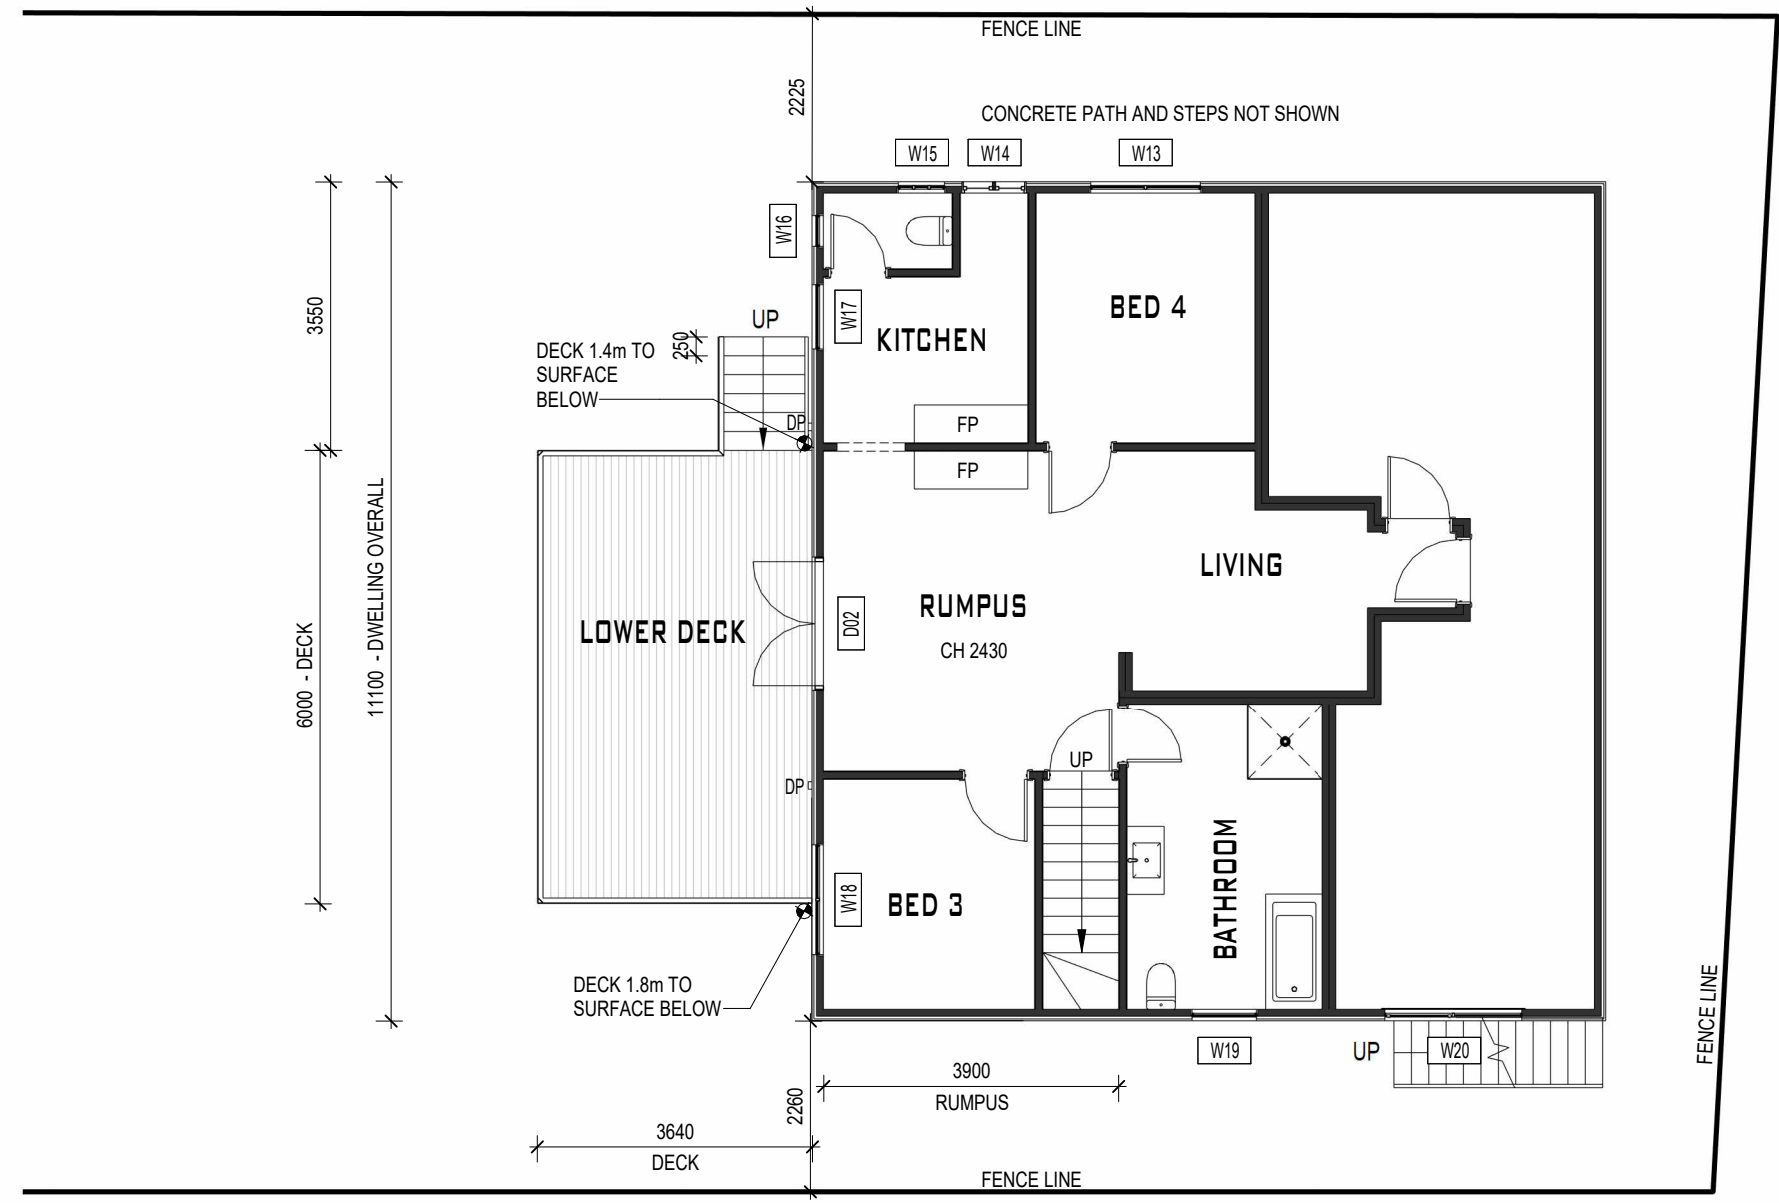 FENCE LINE
2225
CONCRETE PATH AND STEPS NOT SHOWN
W15
W14
W13
W16
3550
W17
BED 4
UP
KITCHEN
250
DECK 1.4m TO
SURFACE
BELOW
DP
FP
FP
11100 - DWELLING OVERALL
LIVING
RUMPUS
D02
LOWER DECK
CH 2430
6000 - DECK
UP
DP
BATHROOM
W18
BED 3
DECK 1.8m TO
SURFACE BELOW
FENCE LINE
W19
UP
W20
3900
RUMPUS
2260
3640
DECK
FENCE LINE